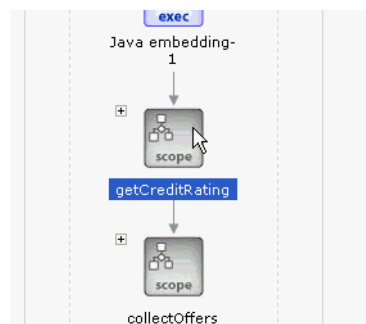 exec
Java embedding-
1
scope
getCreditRating
scope
collectOffers